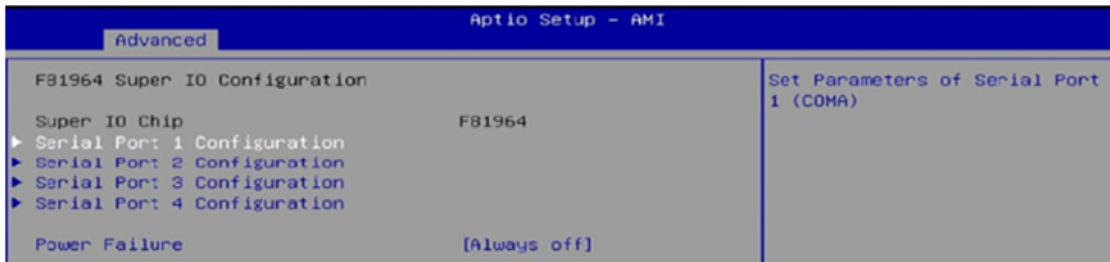 Aptio Setup - AMI
Advanced
F81964 Super IO Configuration
Super IO Chip F81964
Serial Port 1 Configuration
Serial Port 2 Configuration
Serial Port 3 Configuration
Serial Port 4 Configuration
Power Failure [Always off]
Set Parameters of Serial Port
1 (COMA)